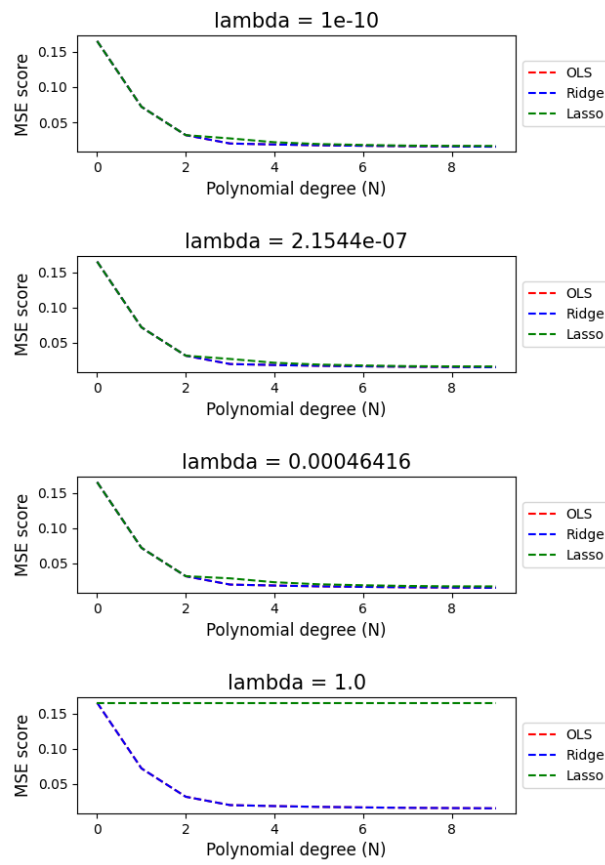 lambda = 1e-10
MSE score
0.15
0.10
0.05
0 2 4 6 8
Polynomial degree (N)
OLS
Ridge
Lasso
lambda = 2.1544e-07
MSE score
0.15
0.10
0.05
0 2 4 6 8
Polynomial degree (N)
OLS
Ridge
Lasso
lambda = 0.00046416
MSE score
0.15
0.10
0.05
0 2 4 6 8
Polynomial degree (N)
OLS
Ridge
Lasso
lambda = 1.0
MSE score
0.15
0.10
0.05
0 2 4 6 8
Polynomial degree (N)
OLS
Ridge
Lasso